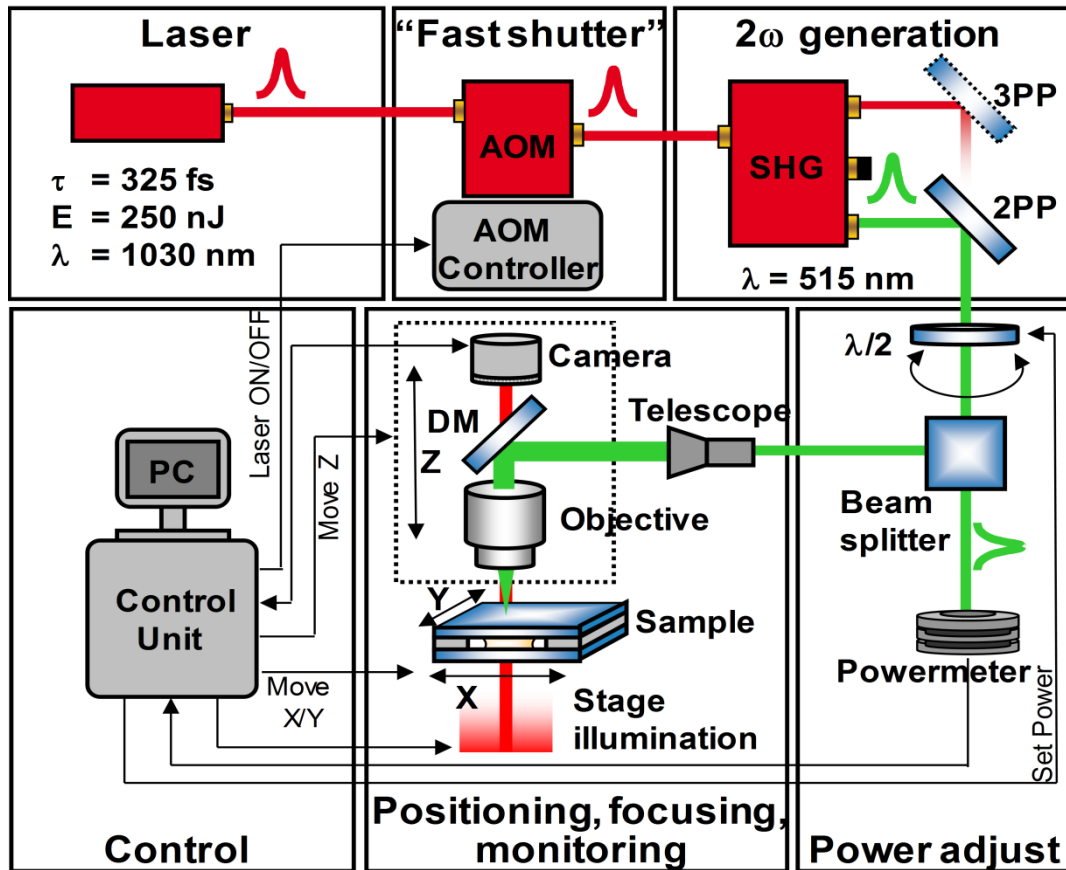 Laser
τ = 325 fs
E = 250 nJ
λ = 1030 nm
“Fast shutter”
AOM
AOM
Controller
2ω generation
3PP
SHG
2PP
λ = 515 nm
Laser ON/OFF
Move Z
PC
Control
Unit
Move
X/Y
Control
Camera
DM
Z
Telescope
Objective
Y
Sample
X
Stage
illumination
Positioning, focusing,
monitoring
λ/2
Beam
splitter
Powermeter
Set Power
Power adjust